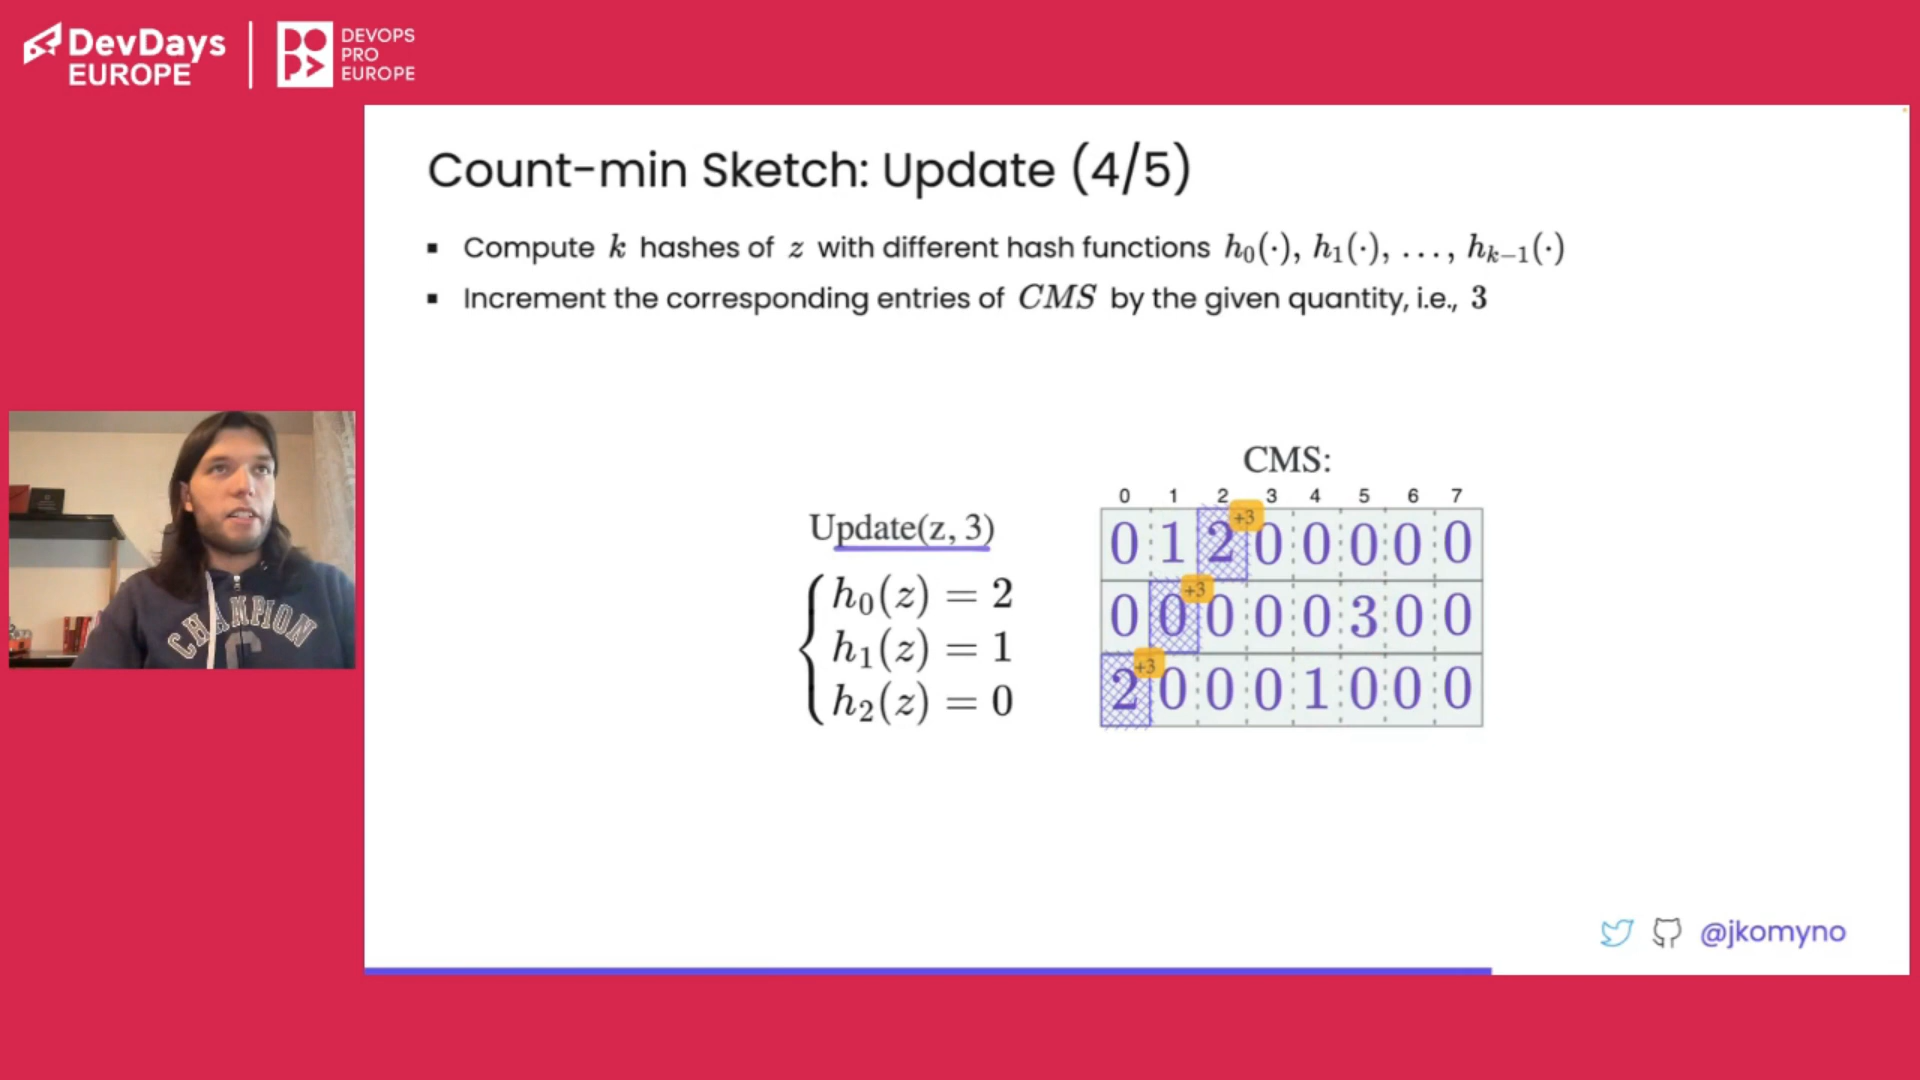 DevDays
EUROPE
DEVOPS
PRO
EUROPE
Count-min Sketch: Update (4/5)
▪ Compute k hashes of z with different hash functions h₀(·), h₁(·), …, hₖ₋₁(·)
▪ Increment the corresponding entries of CMS by the given quantity, i.e., 3
Update(z, 3)
h₀(z) = 2
h₁(z) = 1
h₂(z) = 0
CMS:
0 1 2 3 4 5 6 7
+3
0 1 2 0 0 0 0 0
+3
0 0 0 0 0 3 0 0
+3
2 0 0 0 1 0 0 0
CHAMPION
@jkomyno